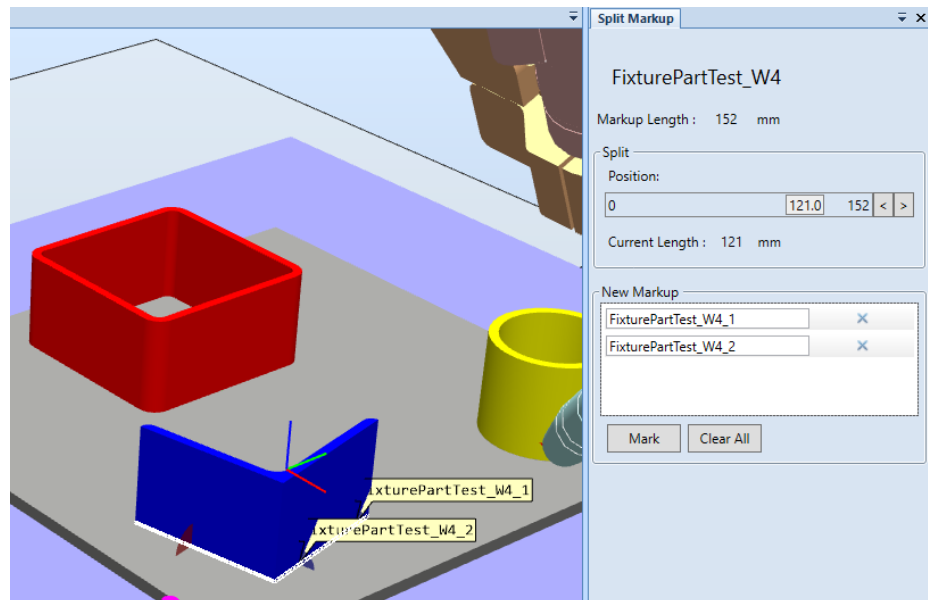 Split Markup
FixturePartTest_W4
Markup Length : 152 mm
Split
Position:
0 121.0 152 < >
Current Length : 121 mm
New Markup
FixturePartTest_W4_1
FixturePartTest_W4_2
Mark Clear All
ixturePartTest_W4_1
ixturePartTest_W4_2